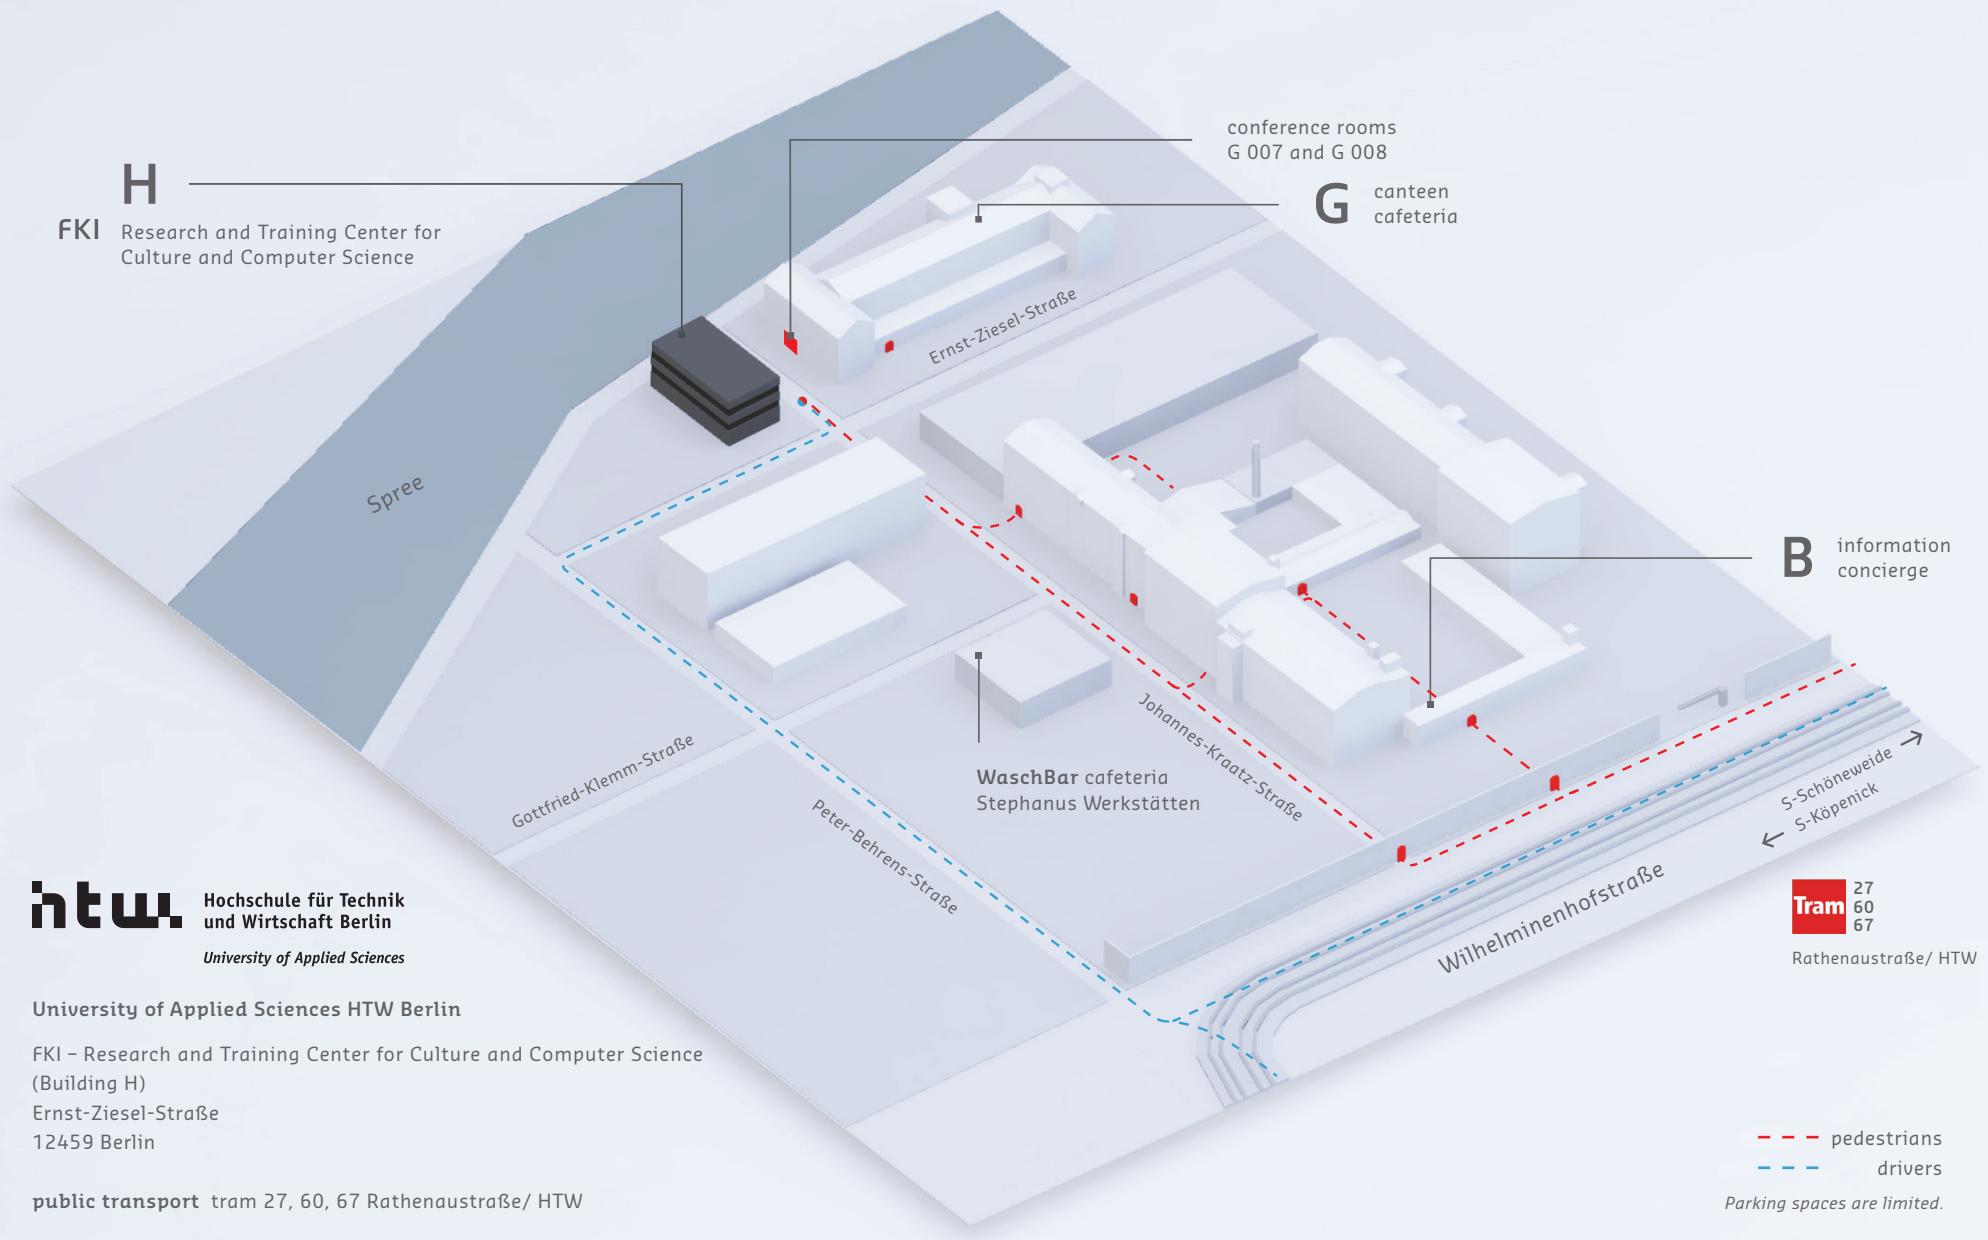 conference rooms
G 007 and G 008
H
FKI Research and Training Center for
Culture and Computer Science
G canteen
cafeteria
Ernst-Ziesel-Straße
Spree
B information
concierge
Johannes-Kraatz-Straße
WaschBar cafeteria
Stephanus Werkstätten
Gottfried-Klemm-Straße
Peter-Behrens-Straße
S-Schöneweide →
← S-Köpenick
Wilhelminenhofstraße
Tram 27
60
67
Rathenaustraße/ HTW
htw. Hochschule für Technik
und Wirtschaft Berlin
University of Applied Sciences
University of Applied Sciences HTW Berlin
FKI – Research and Training Center for Culture and Computer Science
(Building H)
Ernst-Ziesel-Straße
12459 Berlin
public transport tram 27, 60, 67 Rathenaustraße/ HTW
pedestrians
drivers
Parking spaces are limited.